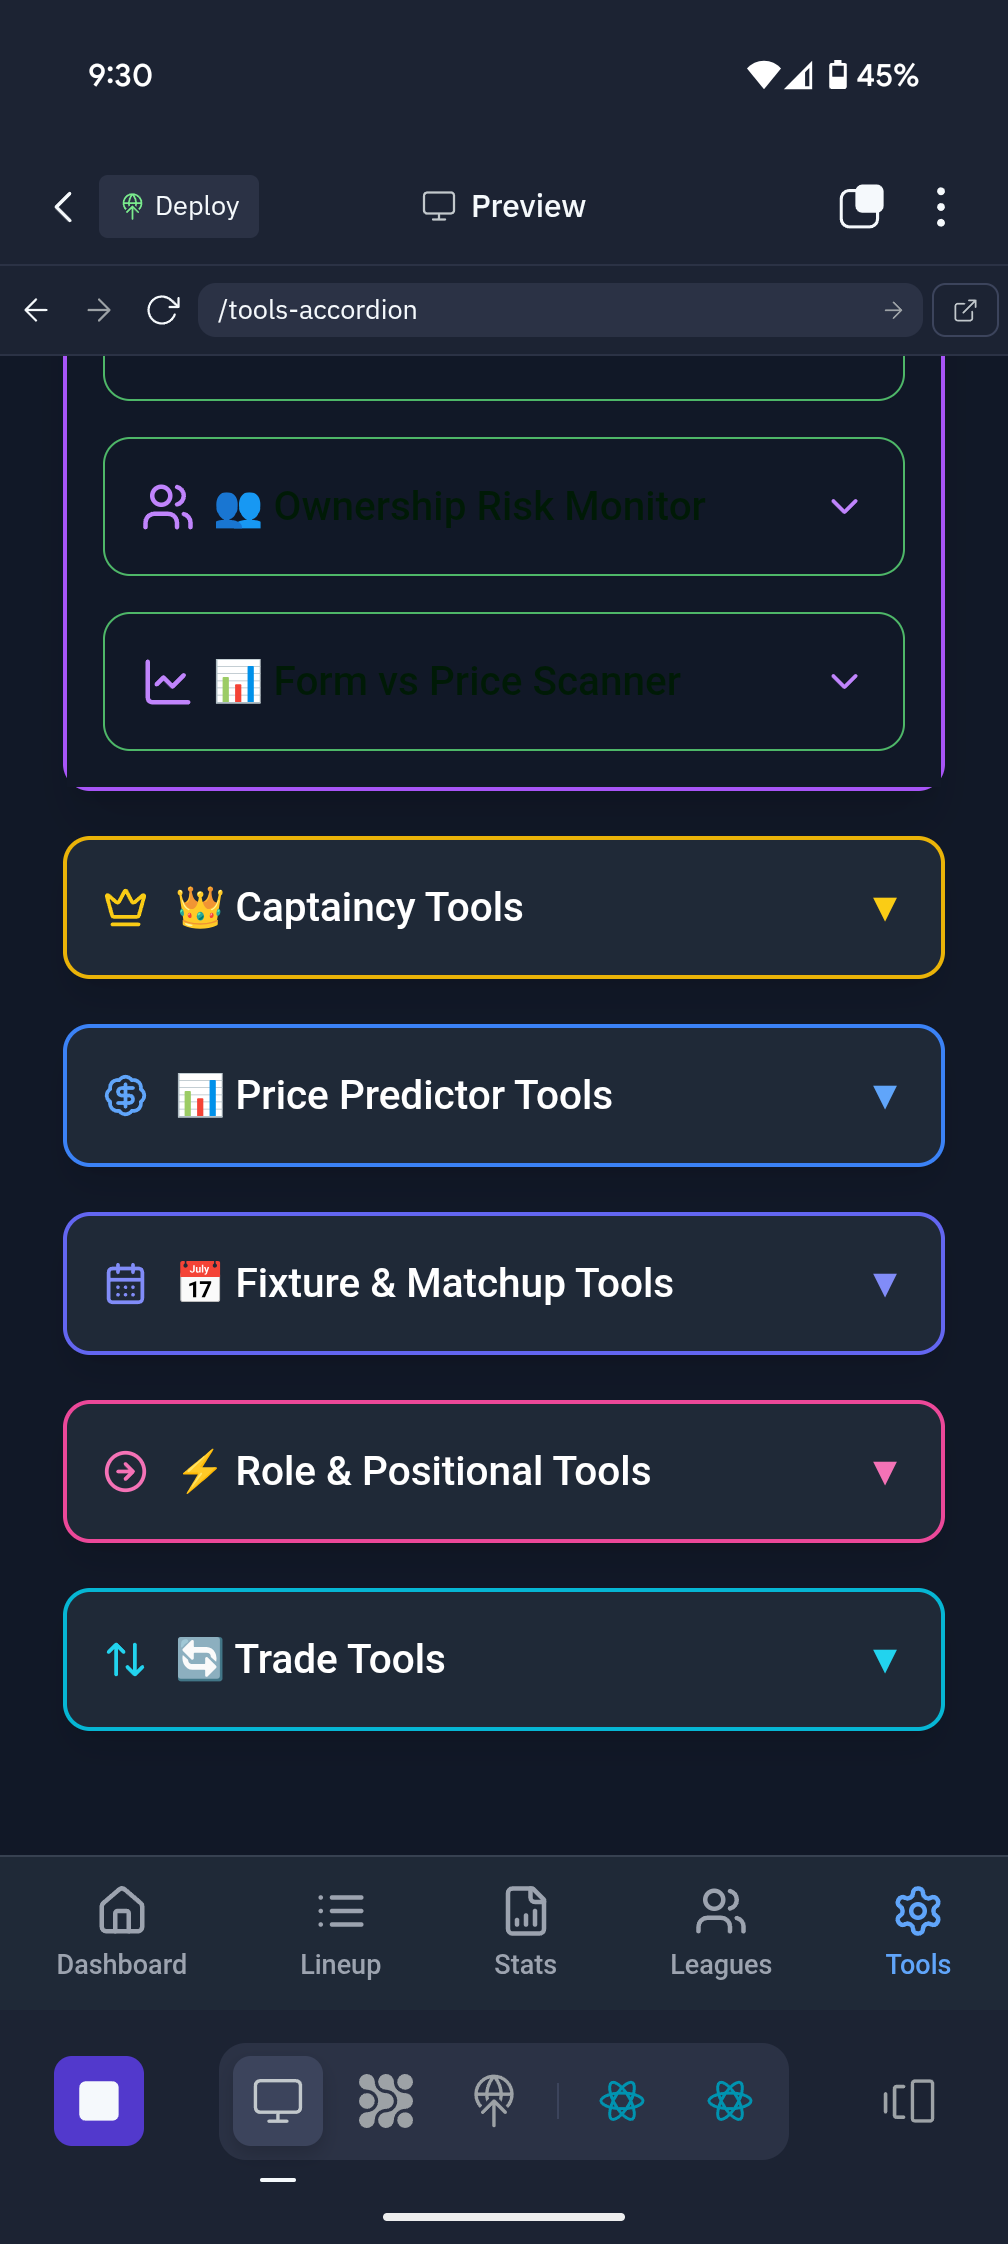 9:30
45%
Deploy
Preview
/tools-accordion
👥 Ownership Risk Monitor
📊 Form vs Price Scanner
👑 Captaincy Tools
▼
📊 Price Predictor Tools
▼
📅 Fixture & Matchup Tools
▼
⚡ Role & Positional Tools
▼
🔄 Trade Tools
▼
Dashboard
Lineup
Stats
Leagues
Tools